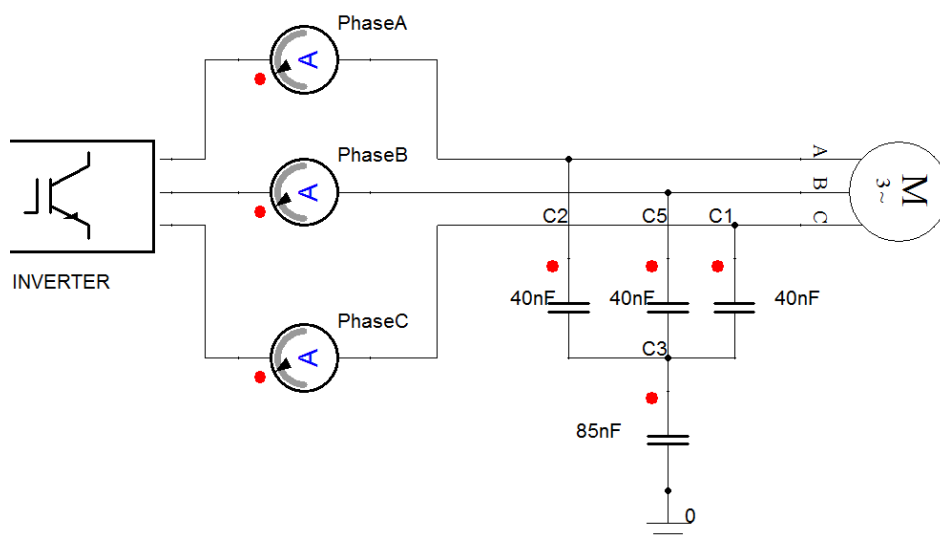 PhaseA
A
PhaseB
A
INVERTER
PhaseC
A
A
B
C
M
3~
C2
C5
C1
40nF
40nF
40nF
C3
85nF
0